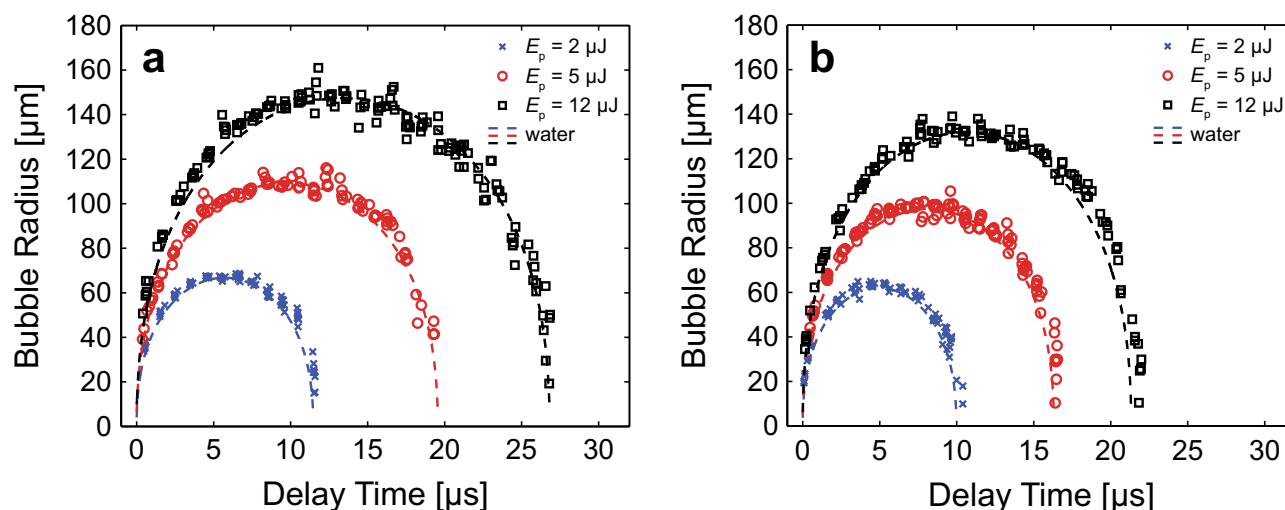 a
180
160
140
120
100
80
60
40
20
0
Bubble Radius [μm]
0 5 10 15 20 25 30
Delay Time [μs]
Eₚ = 2 μJ
Eₚ = 5 μJ
Eₚ = 12 μJ
water
b
180
160
140
120
100
80
60
40
20
0
Bubble Radius [μm]
0 5 10 15 20 25 30
Delay Time [μs]
Eₚ = 2 μJ
Eₚ = 5 μJ
Eₚ = 12 μJ
water